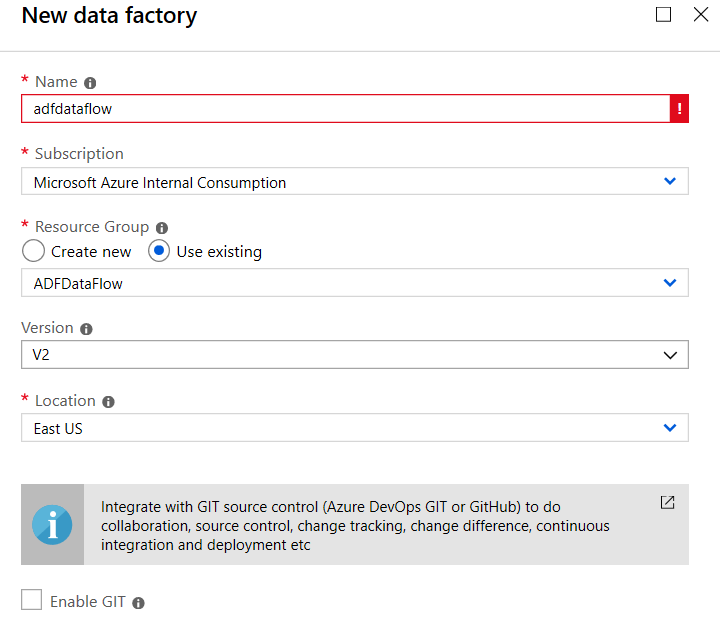 New data factory
* Name
adfdataflow
!
* Subscription
Microsoft Azure Internal Consumption
* Resource Group
Create new Use existing
ADFDataFlow
Version
V2
* Location
East US
Integrate with GIT source control (Azure DevOps GIT or GitHub) to do
collaboration, source control, change tracking, change difference, continuous
integration and deployment etc
Enable GIT